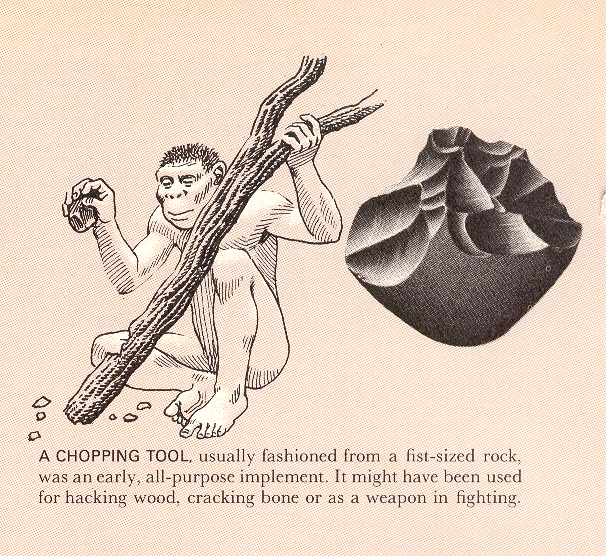 A CHOPPING TOOL, usually fashioned from a fist-sized rock,
was an early, all-purpose implement. It might have been used
for hacking wood, cracking bone or as a weapon in fighting.